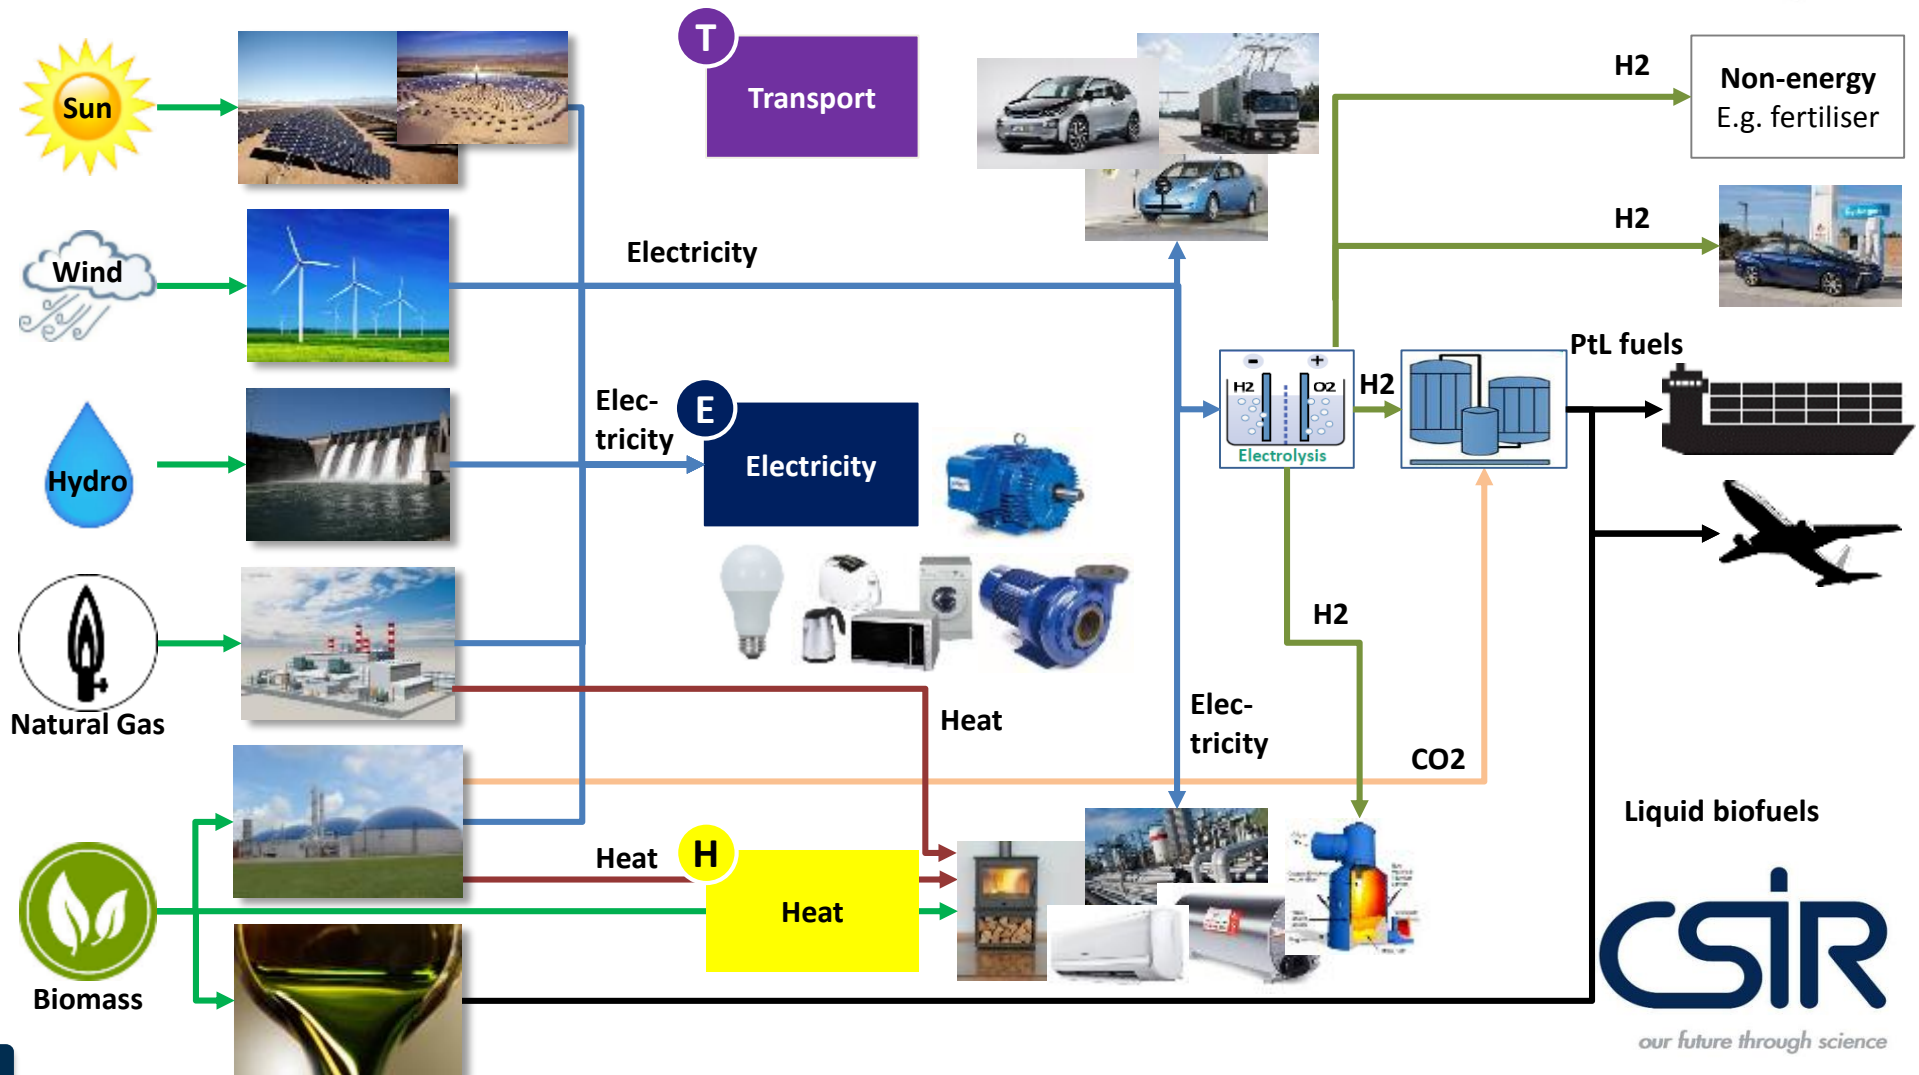 Sun
T
Transport
H2
Non-energy
E.g. fertiliser
Wind
Electricity
H2
Elec-
tricity
E
Electricity
Hydro
- +
H2 O2
Electrolysis
H2
PtL fuels
H2
Natural Gas
Heat
Elec-
tricity
CO2
Liquid biofuels
Heat
H
Heat
Biomass
CSIR
our future through science